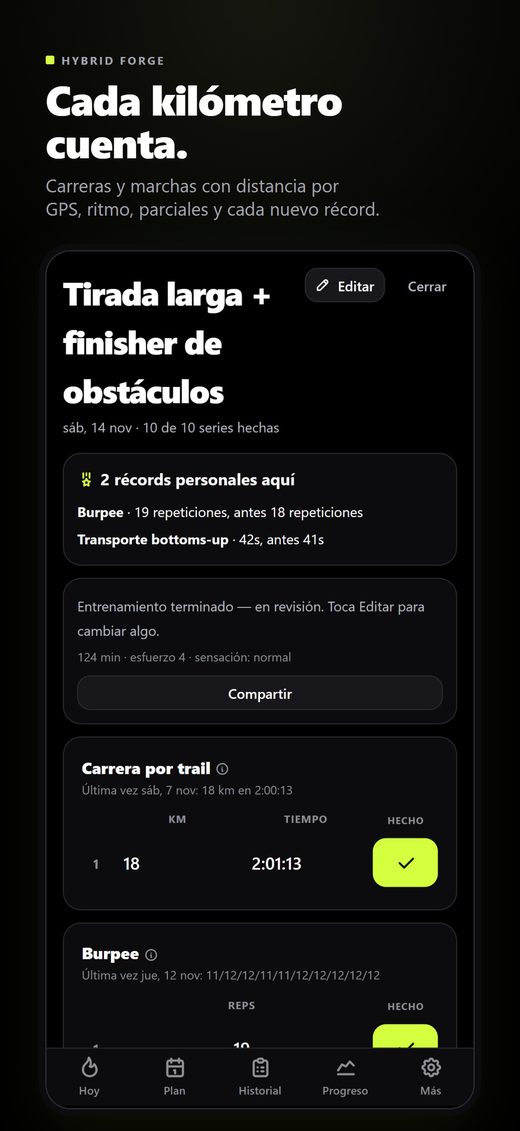 HYBRID FORGE
Cada kilómetro
cuenta.
Carreras y marchas con distancia por
GPS, ritmo, parciales y cada nuevo récord.
Tirada larga +
finisher de
obstáculos
Editar
Cerrar
sáb, 14 nov · 10 de 10 series hechas
2 récords personales aquí
Burpee · 19 repeticiones, antes 18 repeticiones
Transporte bottoms-up · 42s, antes 41s
Entrenamiento terminado — en revisión. Toca Editar para
cambiar algo.
124 min · esfuerzo 4 · sensación: normal
Compartir
Carrera por trail
Última vez sáb, 7 nov: 18 km en 2:00:13
KM TIEMPO HECHO
1 18 2:01:13
Burpee
Última vez jue, 12 nov: 11/12/12/11/11/12/12/12/12/12
REPS HECHO
1 19
Hoy Plan Historial Progreso Más